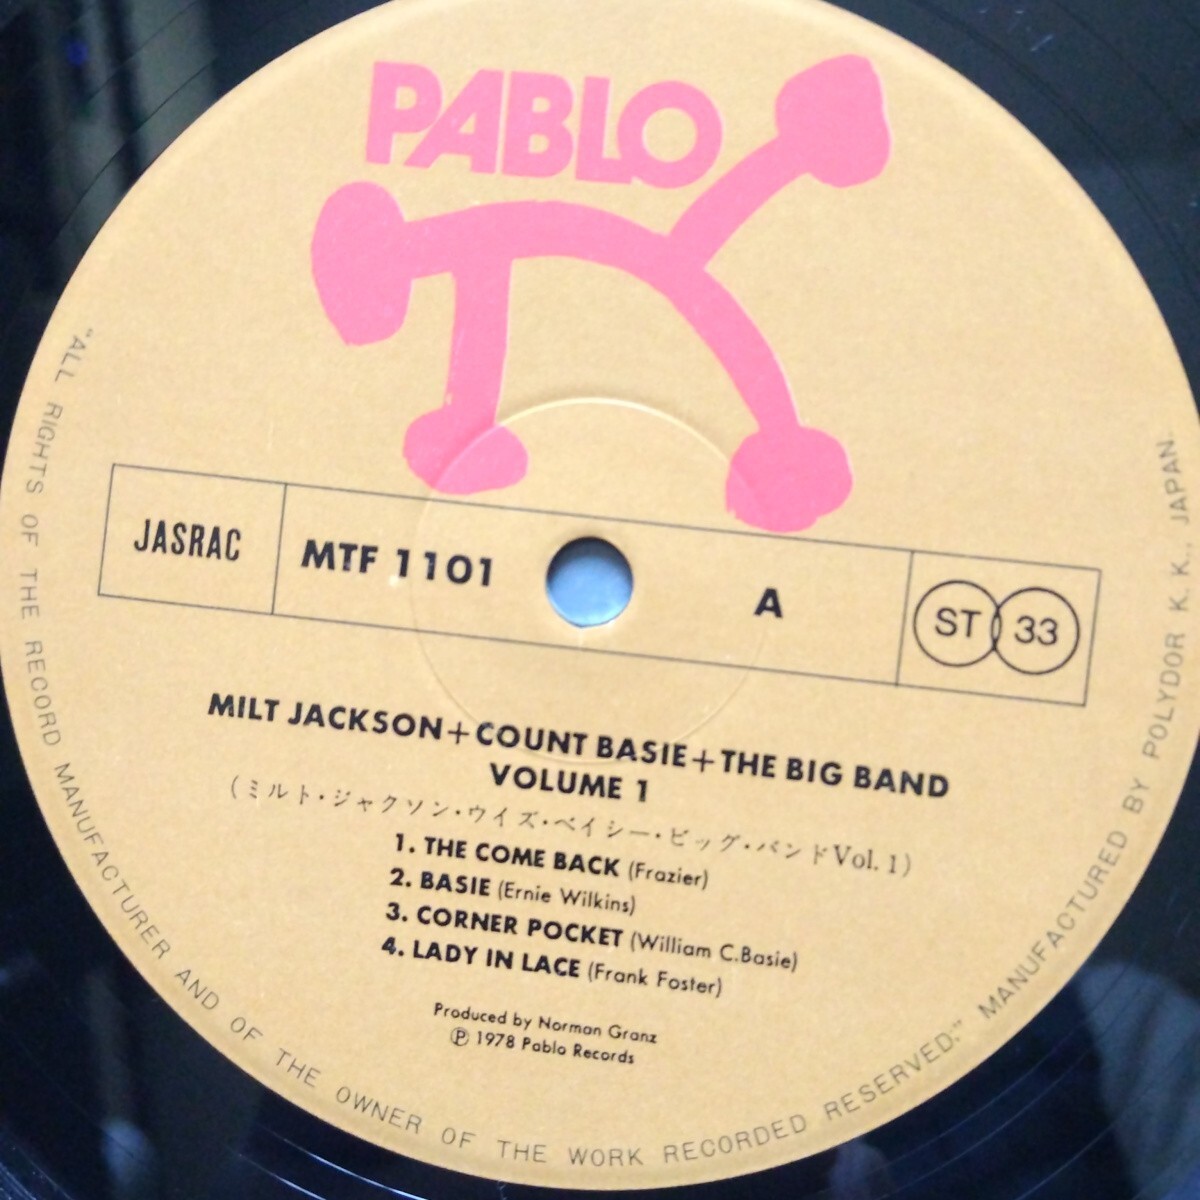 PABLO
JASRAC
MTF 1101
A
ST 33
MILT JACKSON+COUNT BASIE+THE BIG BAND
VOLUME 1
(ミルト・ジャクソン・ウイズ・ベイシー・ビッグ・バンドVol. 1)
1. THE COME BACK (Frazier)
2. BASIE (Ernie Wilkins)
3. CORNER POCKET (William C.Basie)
4. LADY IN LACE (Frank Foster)
Produced by Norman Granz
Ⓟ 1978 Pablo Records
"ALL RIGHTS OF THE RECORD MANUFACTURER AND OF THE OWNER OF THE WORK RECORDED RESERVED." MANUFACTURED BY POLYDOR K. K., JAPAN.